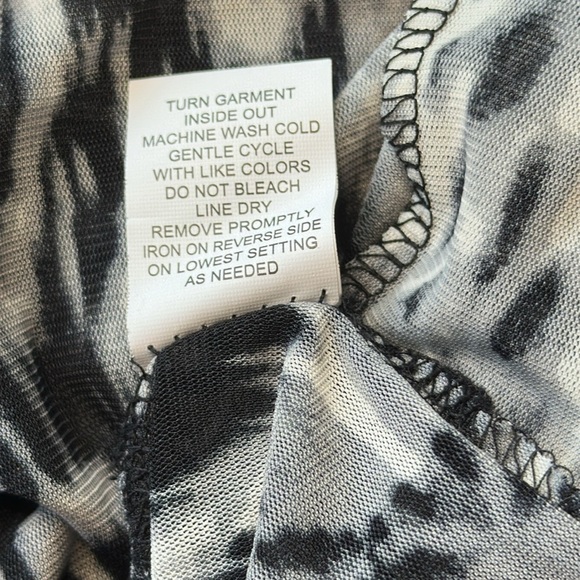 TURN GARMENT
INSIDE OUT
MACHINE WASH COLD
GENTLE CYCLE
WITH LIKE COLORS
DO NOT BLEACH
LINE DRY
REMOVE PROMPTLY
IRON ON REVERSE SIDE
ON LOWEST SETTING
AS NEEDED